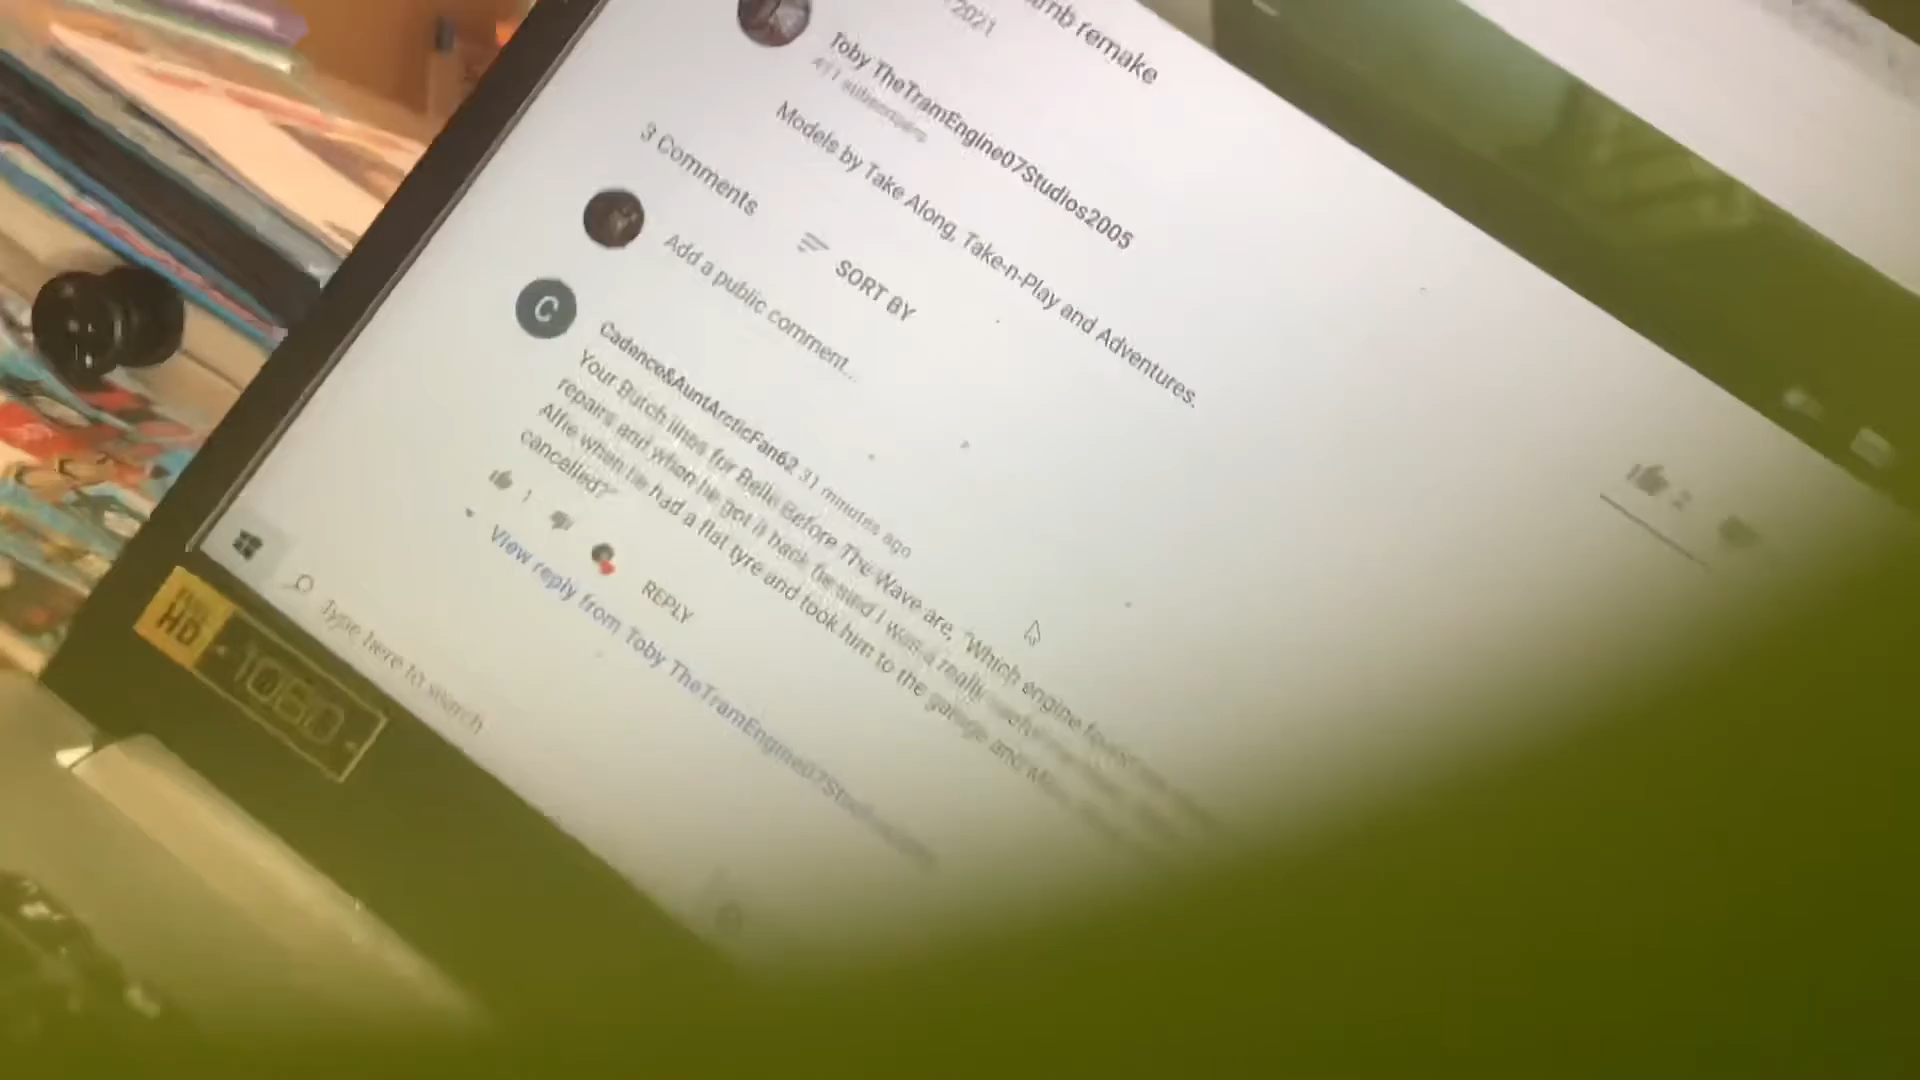 remake
2021
Toby TheTramEngine07Studios2005
411 subscribers
Models by Take Along, Take-n-Play and Adventures.
2
3 Comments
SORT BY
Add a public comment...
C
Cadence&AuntArcticFan62 31 minutes ago
Your Butch lines for Belle Before The Wave are, "Which engine found
repairs and when he got it back he said I was a really
Alfie when he had a flat tyre and took him to the garage and
cancelled?"
1
REPLY
View reply from Toby TheTramEngine07Studios
Type here to search
FULL
HD
1080